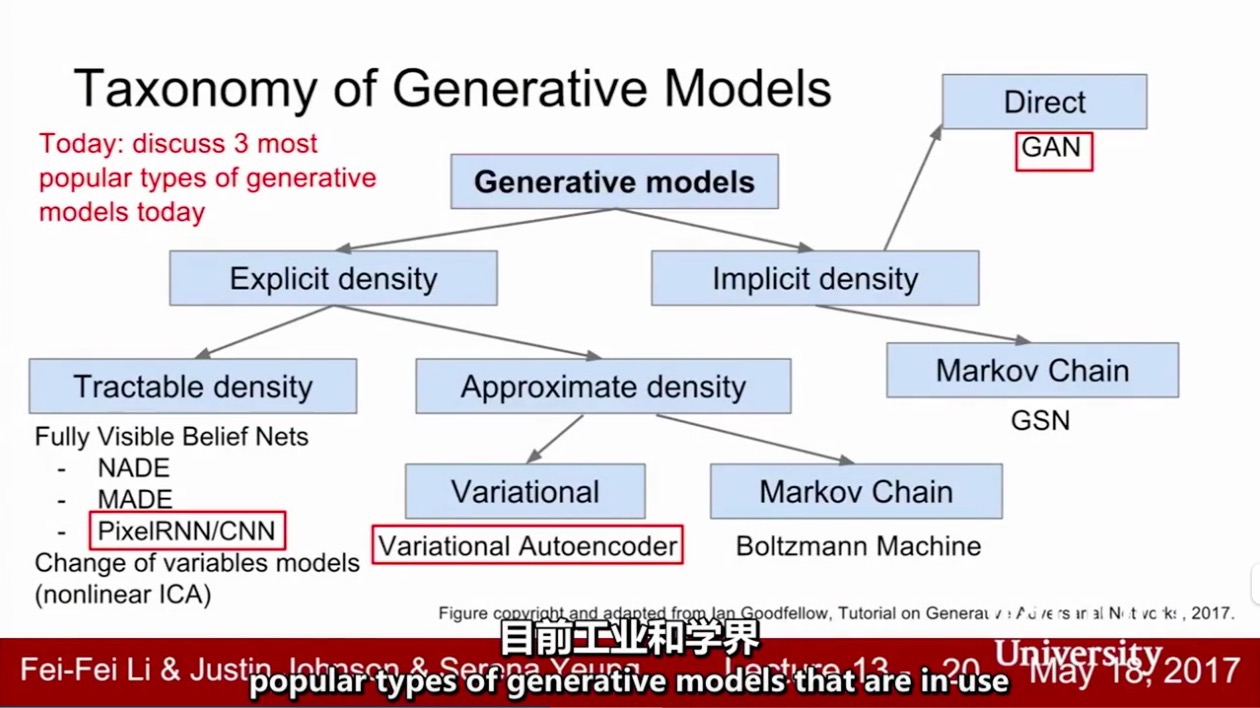 Taxonomy of Generative Models
Today: discuss 3 most
popular types of generative
models today
Direct
GAN
Generative models
Explicit density
Implicit density
Tractable density
Approximate density
Markov Chain
GSN
Fully Visible Belief Nets
- NADE
- MADE
- PixelRNN/CNN
Change of variables models
(nonlinear ICA)
Variational
Variational Autoencoder
Markov Chain
Boltzmann Machine
Figure copyright and adapted from Ian Goodfellow, Tutorial on Generative Adversarial Networks, 2017.
目前工业和学界
Fei-Fei Li & Justin Johnson & Serena Yeung
Lecture 13 - 20
University
May 18, 2017
popular types of generative models that are in use